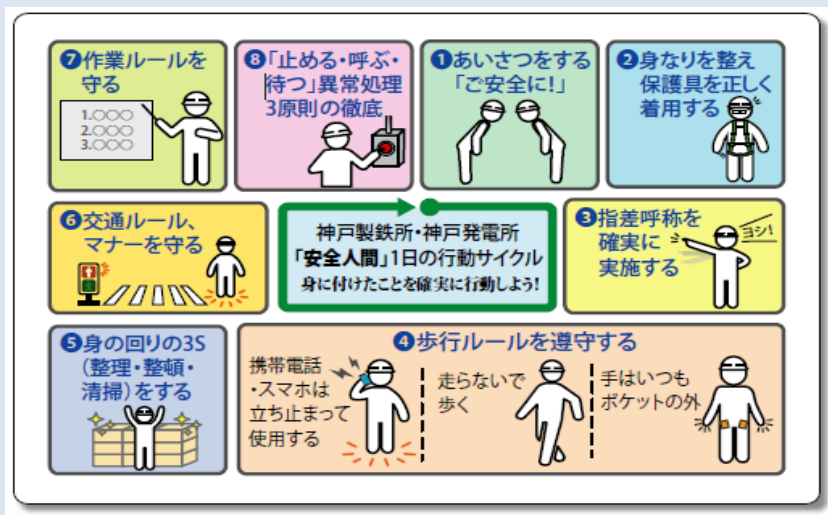 ❼作業ルールを
守る
1.○○○
2.○○○
3.○○○
❽「止める・呼ぶ・
待つ」異常処理
3原則の徹底
❶あいさつをする
「ご安全に!」
❷身なりを整え
保護具を正しく
着用する
❻交通ルール、
マナーを守る
神戸製鉄所・神戸発電所
「安全人間」1日の行動サイクル
身に付けたことを確実に行動しよう!
❸指差呼称を
確実に
実施する
ヨシ!
❺身の回りの3S
(整理・整頓・
清掃)をする
❹歩行ルールを遵守する
携帯電話
・スマホは
立ち止まって
使用する
走らないで
歩く
手はいつも
ポケットの外